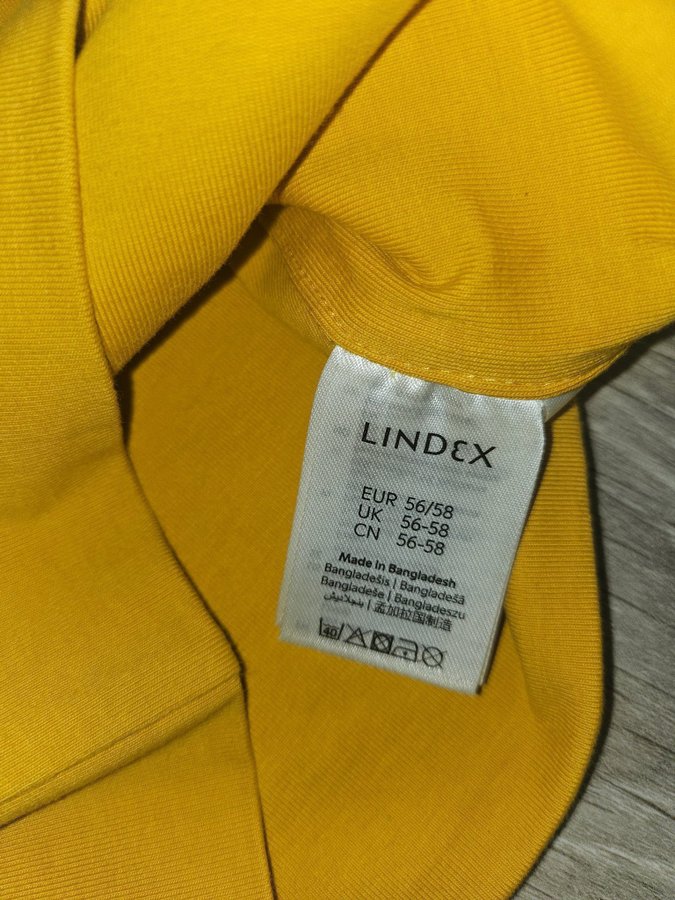 LINDEX
EUR 56/58
UK 56-58
CN 56-58
Made in Bangladesh
Bangladešis | Bangladešā
Bangladeše | Bangladeszu
孟加拉国制造
40